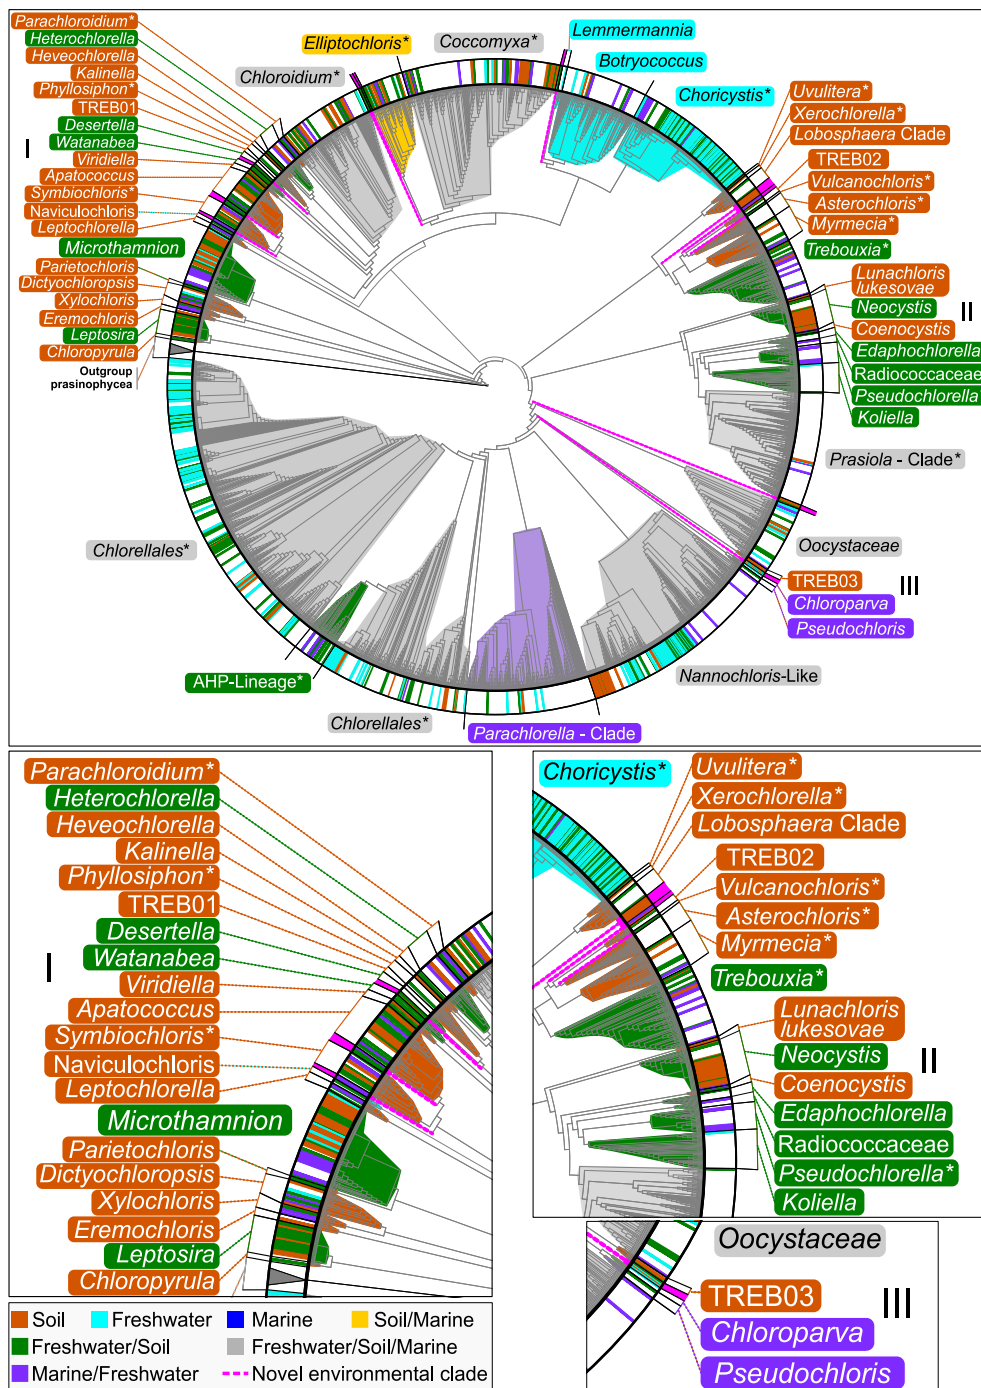 Parachloroidium*
Heterochlorella
Heveochlorella
Kalinella
Phyllosiphon*
TREB01
Desertella
Watanabea
I
Viridiella
Apatococcus
Symbiochloris*
Naviculochloris
Leptochlorella
Microthamnion
Parietochloris
Dictyochloropsis
Xylochloris
Eremochloris
Leptosira
Chloropyrula
Outgroup
prasinophycea
Chloroidium*
Elliptochloris*
Coccomyxa*
Lemmermannia
Botryococcus
Choricystis*
Uvulitera*
Xerochlorella*
Lobosphaera Clade
TREB02
Vulcanochloris*
Asterochloris*
Myrmecia*
Trebouxia*
Lunachloris
lukesovae
Neocystis
II
Coenocystis
Edaphochlorella
Radiococcaceae
Pseudochlorella
Koliella
Prasiola - Clade*
Oocystaceae
TREB03
III
Chloroparva
Pseudochloris
Nannochloris-Like
Parachlorella - Clade
Chlorellales*
AHP-Lineage*
Chlorellales*
Parachloroidium*
Heterochlorella
Heveochlorella
Kalinella
Phyllosiphon*
TREB01
Desertella
Watanabea
I
Viridiella
Apatococcus
Symbiochloris*
Naviculochloris
Leptochlorella
Microthamnion
Parietochloris
Dictyochloropsis
Xylochloris
Eremochloris
Leptosira
Chloropyrula
Choricystis*
Uvulitera*
Xerochlorella*
Lobosphaera Clade
TREB02
Vulcanochloris*
Asterochloris*
Myrmecia*
Trebouxia*
Lunachloris
lukesovae
Neocystis
II
Coenocystis
Edaphochlorella
Radiococcaceae
Pseudochlorella*
Koliella
Oocystaceae
TREB03
III
Chloroparva
Pseudochloris
Soil
Freshwater
Marine
Soil/Marine
Freshwater/Soil
Freshwater/Soil/Marine
Marine/Freshwater
Novel environmental clade